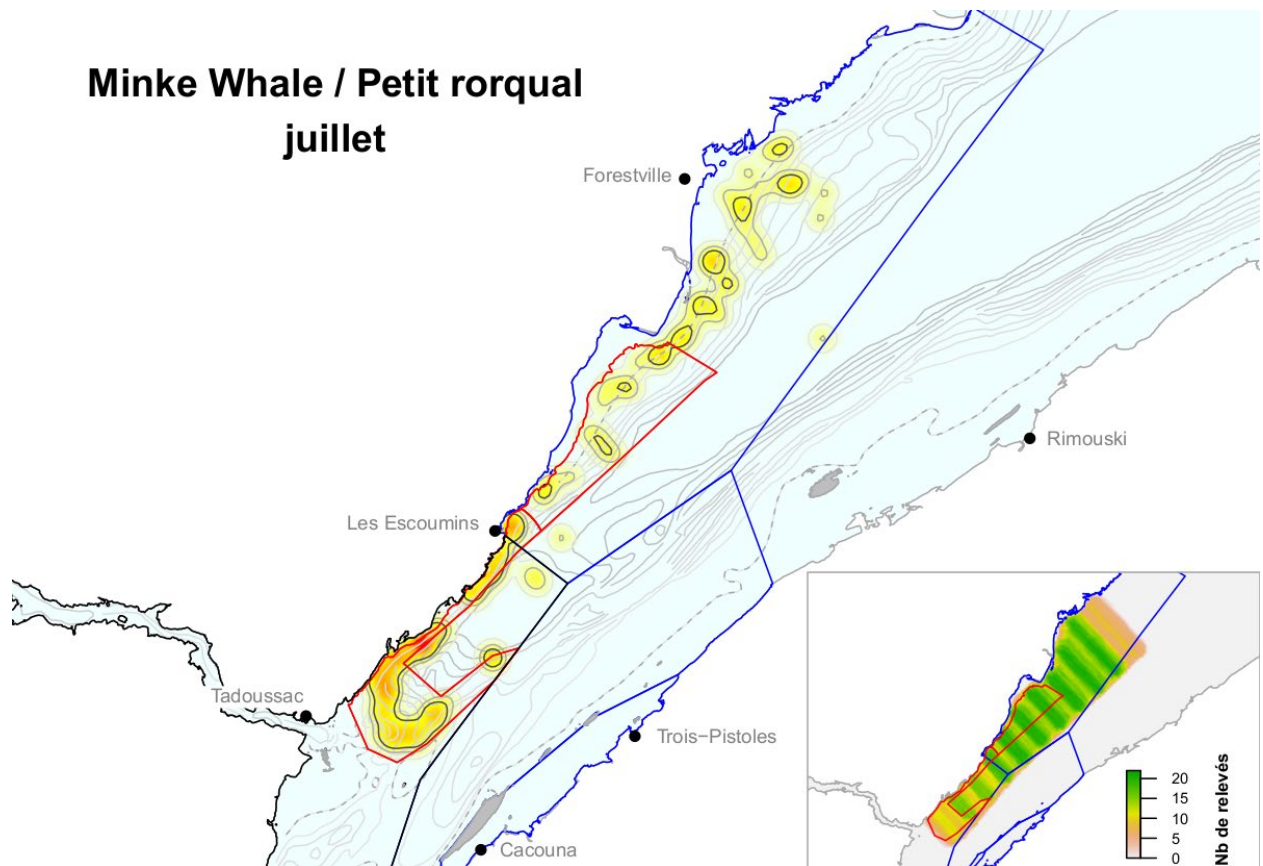 Minke Whale / Petit rorqual
juillet
Forestville
Rimouski
Les Escoumins
Tadoussac
Trois−Pistoles
Cacouna
20
15
10
5
0
Nb de relevés